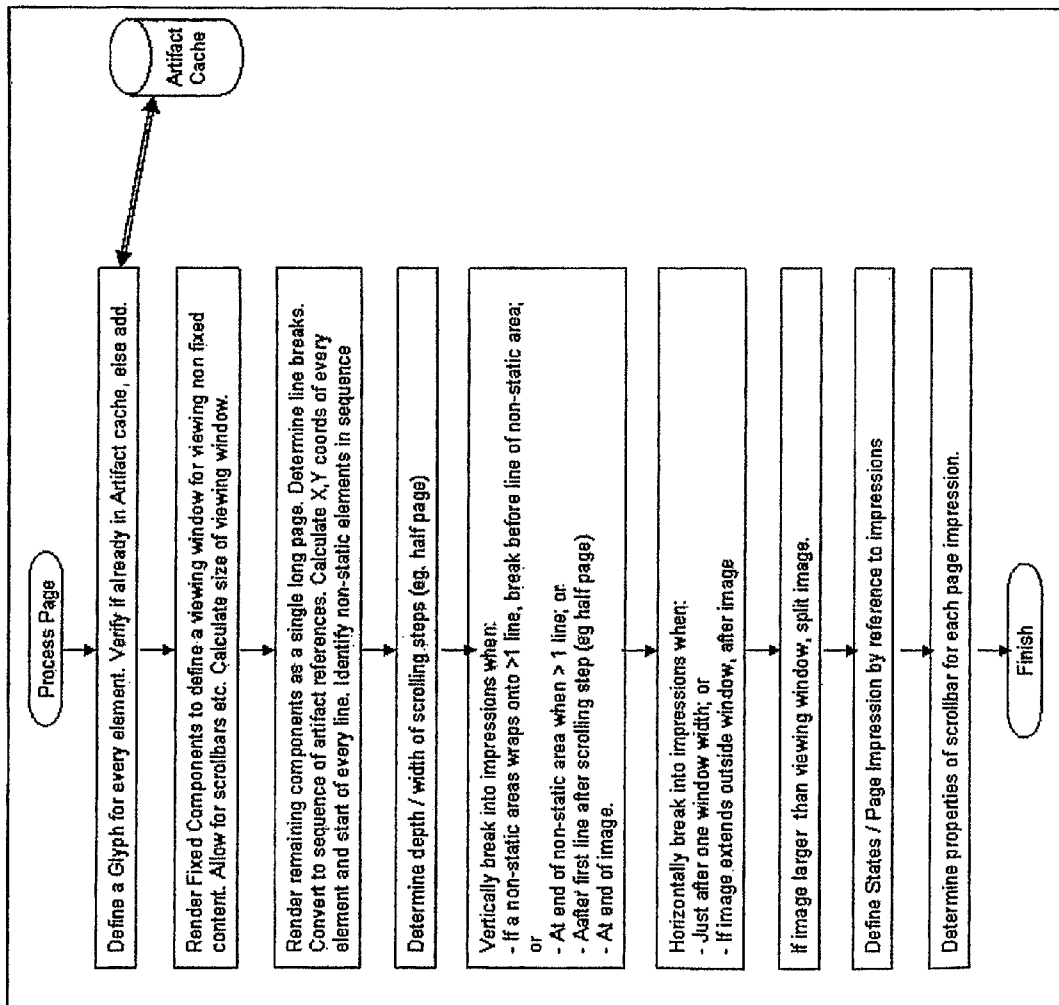 Process Page
Define a Glyph for every element. Verify if already in Artifact cache, else add.
Artifact
Cache
Render Fixed Components to define a viewing window for viewing non fixed
content. Allow for scrollbars etc. Calculate size of viewing window.
Render remaining components as a single long page. Determine line breaks.
Convert to sequence of artifact references. Calculate X,Y coords of every
element and start of every line. Identify non-static elements in sequence
Determine depth / width of scrolling steps (eg. half page)
Vertically break into impressions when:
- If a non-static areas wraps onto >1 line, break before line of non-static area;
or
- At end of non-static area when > 1 line; or
- Aafter first line after scrolling step (eg half page)
- At end of image.
Horizontally break into impressions when:
- Just after one window width; or
- If image extends outside window, after image
If image larger than viewing window, split image.
Define States / Page Impression by reference to impressions
Determine properties of scrollbar for each page impression.
Finish